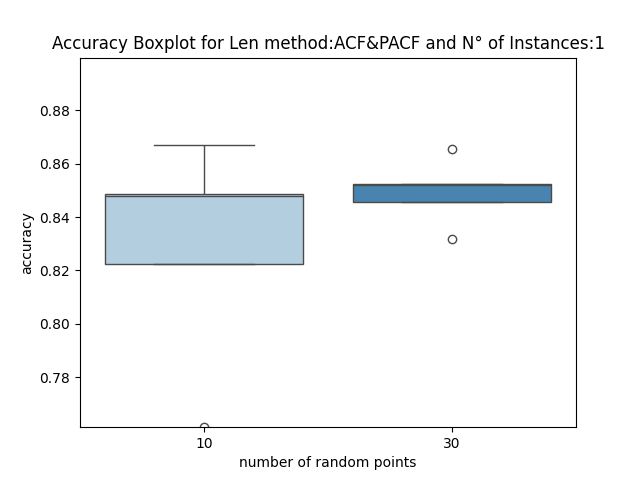 Accuracy Boxplot for Len method:ACF&PACF and N° of Instances:1
0.88
0.86
0.84
0.82
0.80
0.78
accuracy
10 30
number of random points